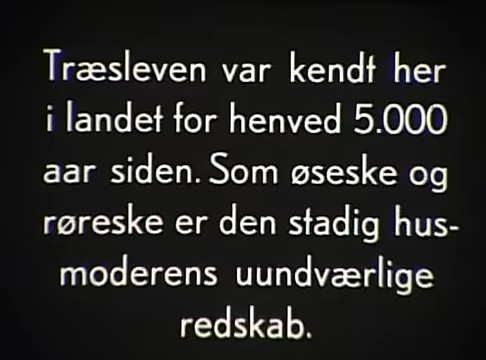 Træsleven var kendt her
i landet for henved 5.000
aar siden. Som øseske og
røreske er den stadig hus-
moderens uundværlige
redskab.